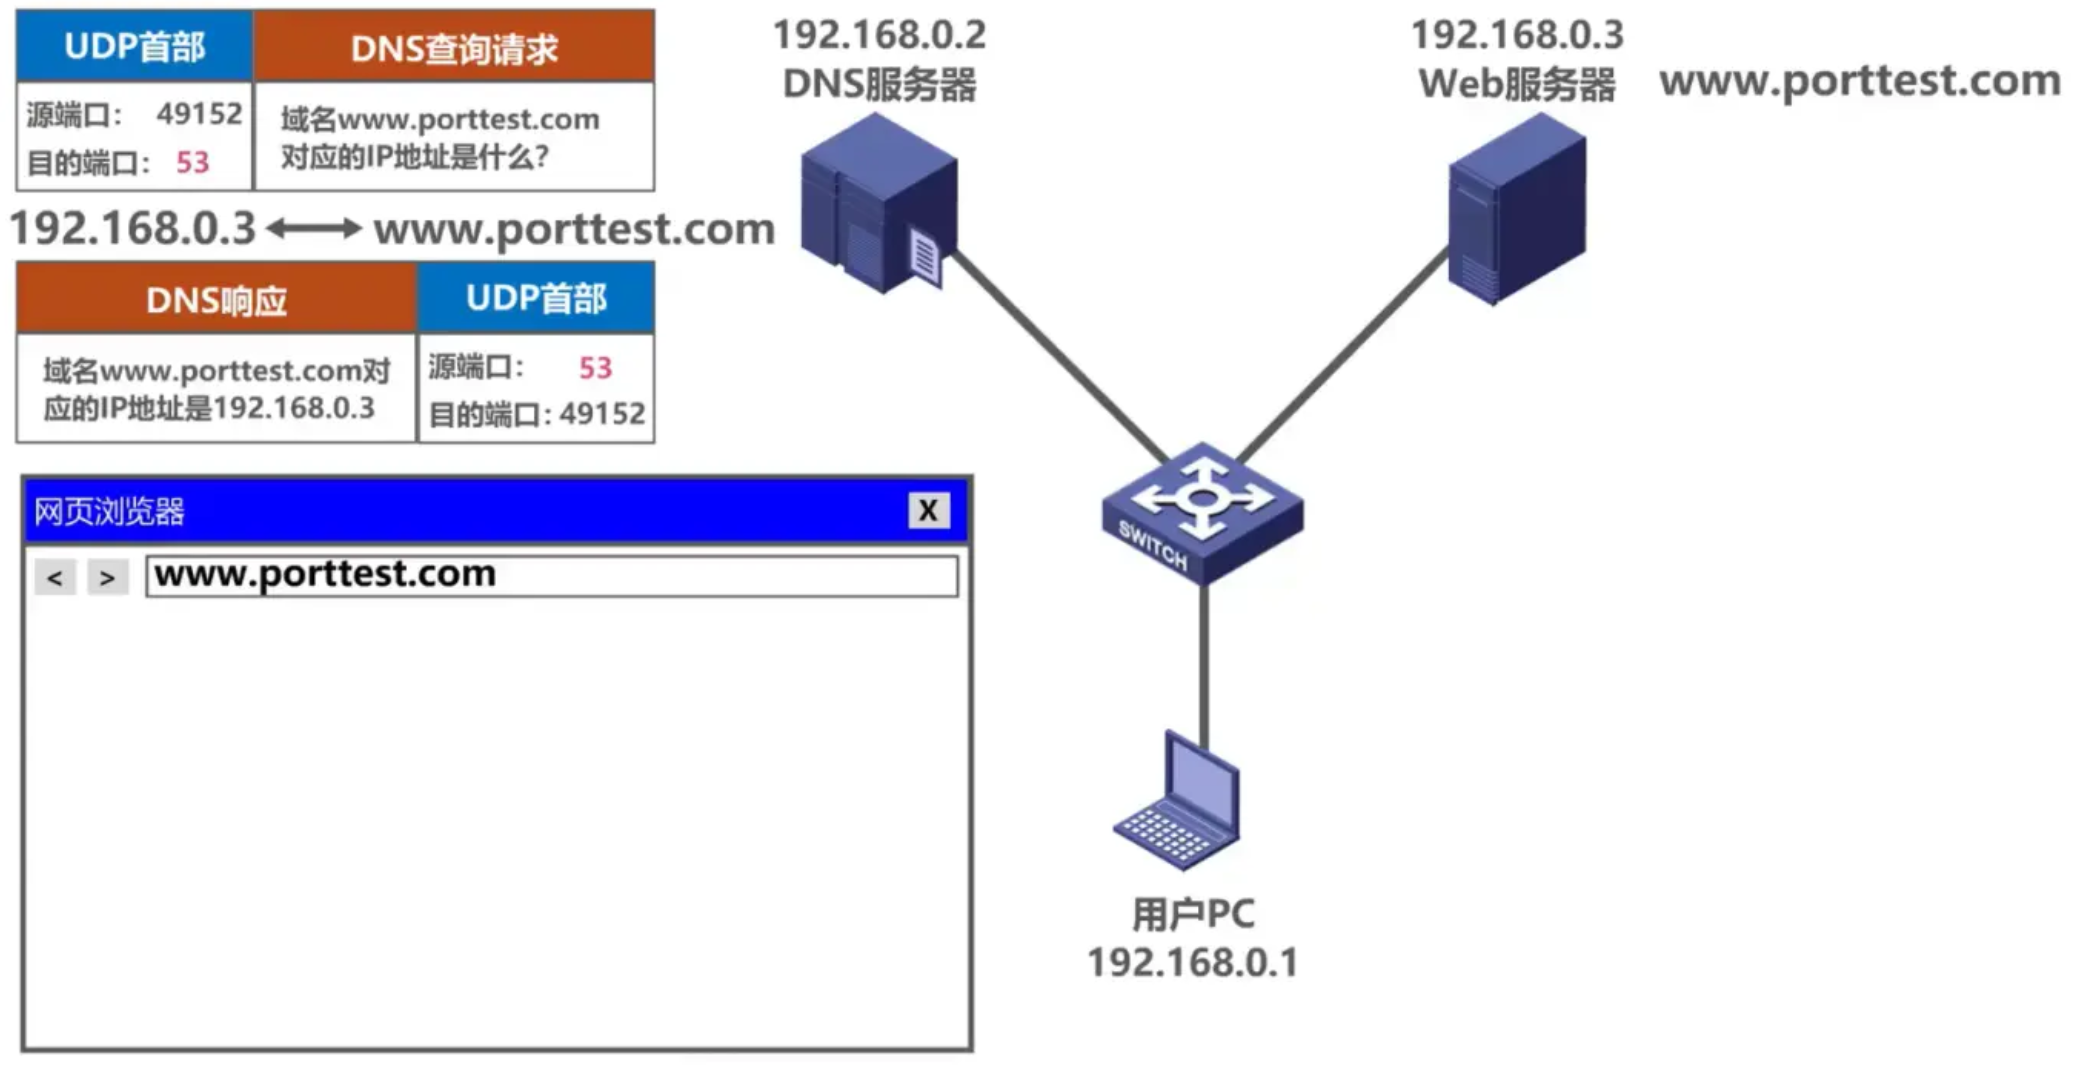 UDP首部
DNS查询请求
源端口： 49152
目的端口： 53
域名www.porttest.com
对应的IP地址是什么？
192.168.0.3 www.porttest.com
DNS响应
UDP首部
域名www.porttest.com对
应的IP地址是192.168.0.3
源端口： 53
目的端口：49152
网页浏览器
X
< >
www.porttest.com
192.168.0.2
DNS服务器
192.168.0.3
Web服务器
www.porttest.com
SWITCH
用户PC
192.168.0.1